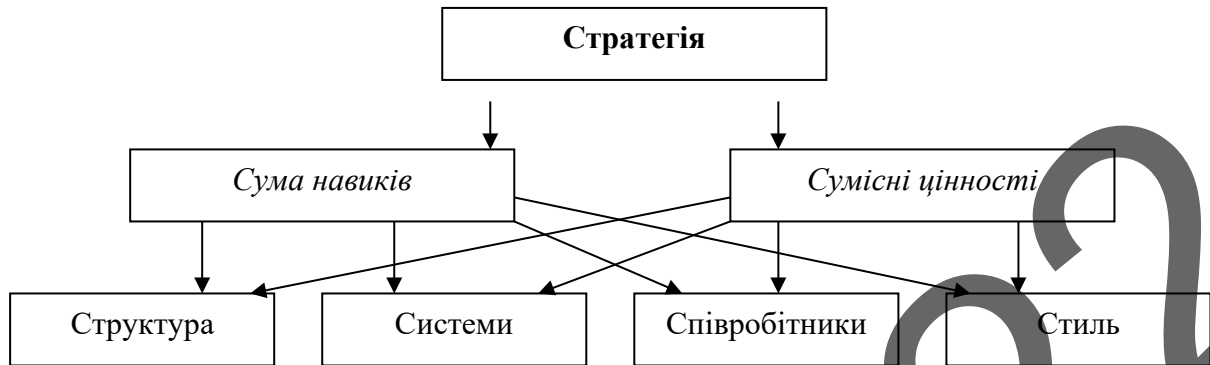 Стратегія
Сума навиків
Сумісні цінності
Структура
Системи
Співробітники
Стиль